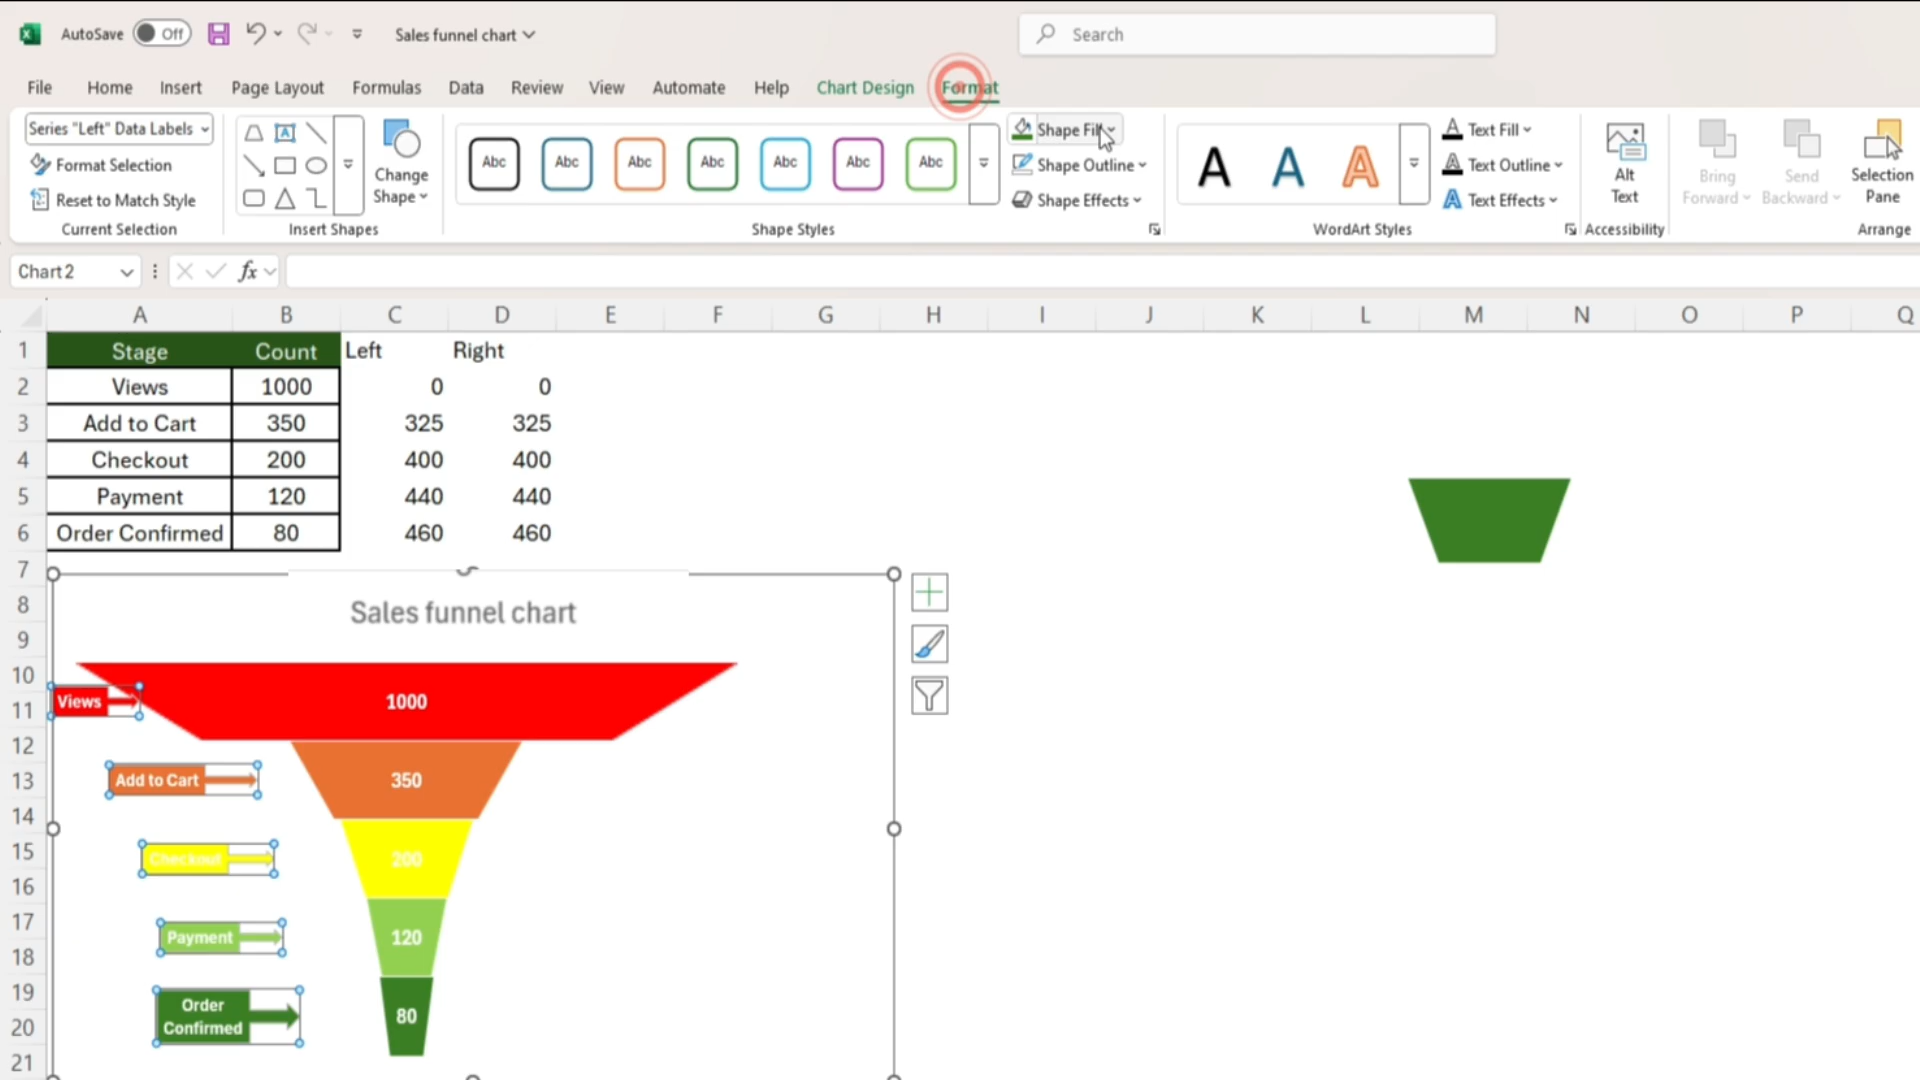 AutoSave Off Sales funnel chart Search
File Home Insert Page Layout Formulas Data Review View Automate Help Chart Design Format
Series "Left" Data Labels
Format Selection
Reset to Match Style
Current Selection
Change
Shape
Insert Shapes
Abc Abc Abc Abc Abc Abc Abc
Shape Fill
Shape Outline
Shape Effects
Shape Styles
A A A
Text Fill
Text Outline
Text Effects
WordArt Styles
Alt
Text
Accessibility
Bring
Forward
Send
Backward
Selection
Pane
Arrange
Chart 2 fx
A B C D E F G H I J K L M N O P Q
1 Stage Count Left Right
2 Views 1000 0 0
3 Add to Cart 350 325 325
4 Checkout 200 400 400
5 Payment 120 440 440
6 Order Confirmed 80 460 460
7
8 Sales funnel chart
9
10
11 Views 1000
12
13 Add to Cart 350
14
15 Checkout 200
16
17 Payment 120
18
19
20 Order
Confirmed 80
21